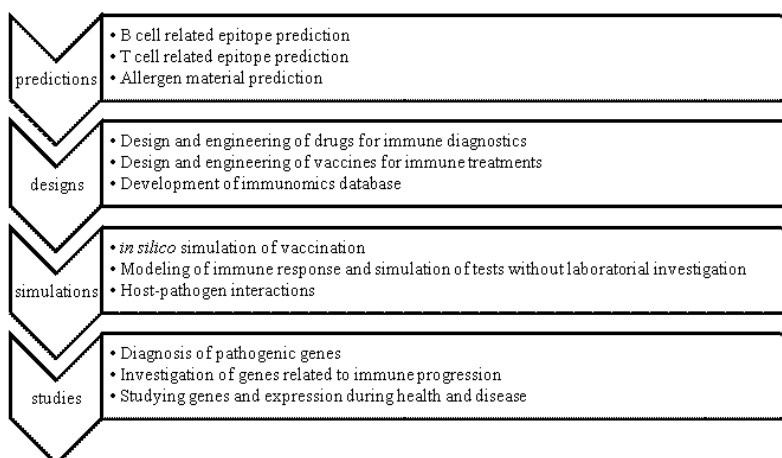 predictions
• B cell related epitope prediction
• T cell related epitope prediction
• Allergen material prediction
designs
• Design and engineering of drugs for immune diagnostics
• Design and engineering of vaccines for immune treatments
• Development of immunomics database
simulations
• in silico simulation of vaccination
• Modeling of immune response and simulation of tests without laboratorial investigation
• Host-pathogen interactions
studies
• Diagnosis of pathogenic genes
• Investigation of genes related to immune progression
• Studying genes and expression during health and disease